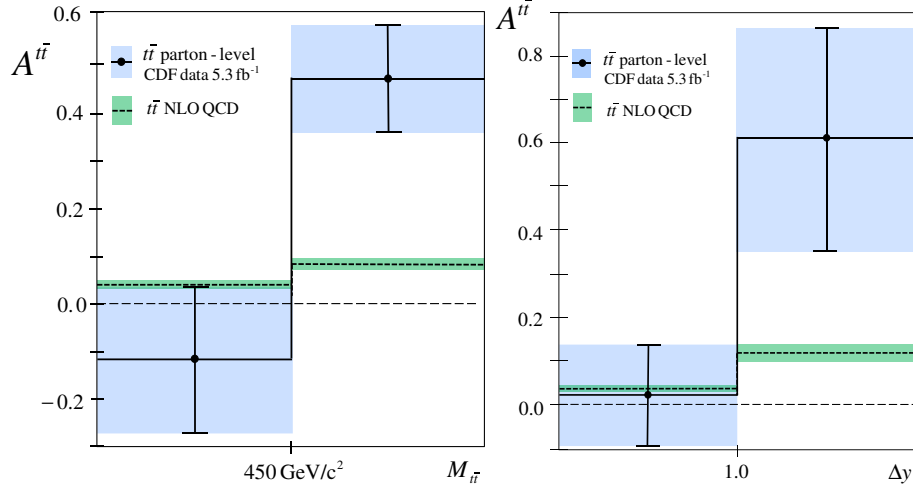 0.6
A^{tt̄}
tt̄ parton - level
CDF data 5.3 fb⁻¹
tt̄ NLO QCD
0.4
0.2
0.0
−0.2
450 GeV/c²
M_{tt̄}
A^{tt̄}
0.8
tt̄ parton - level
CDF data 5.3 fb⁻¹
tt̄ NLO QCD
0.6
0.4
0.2
0.0
1.0
Δy